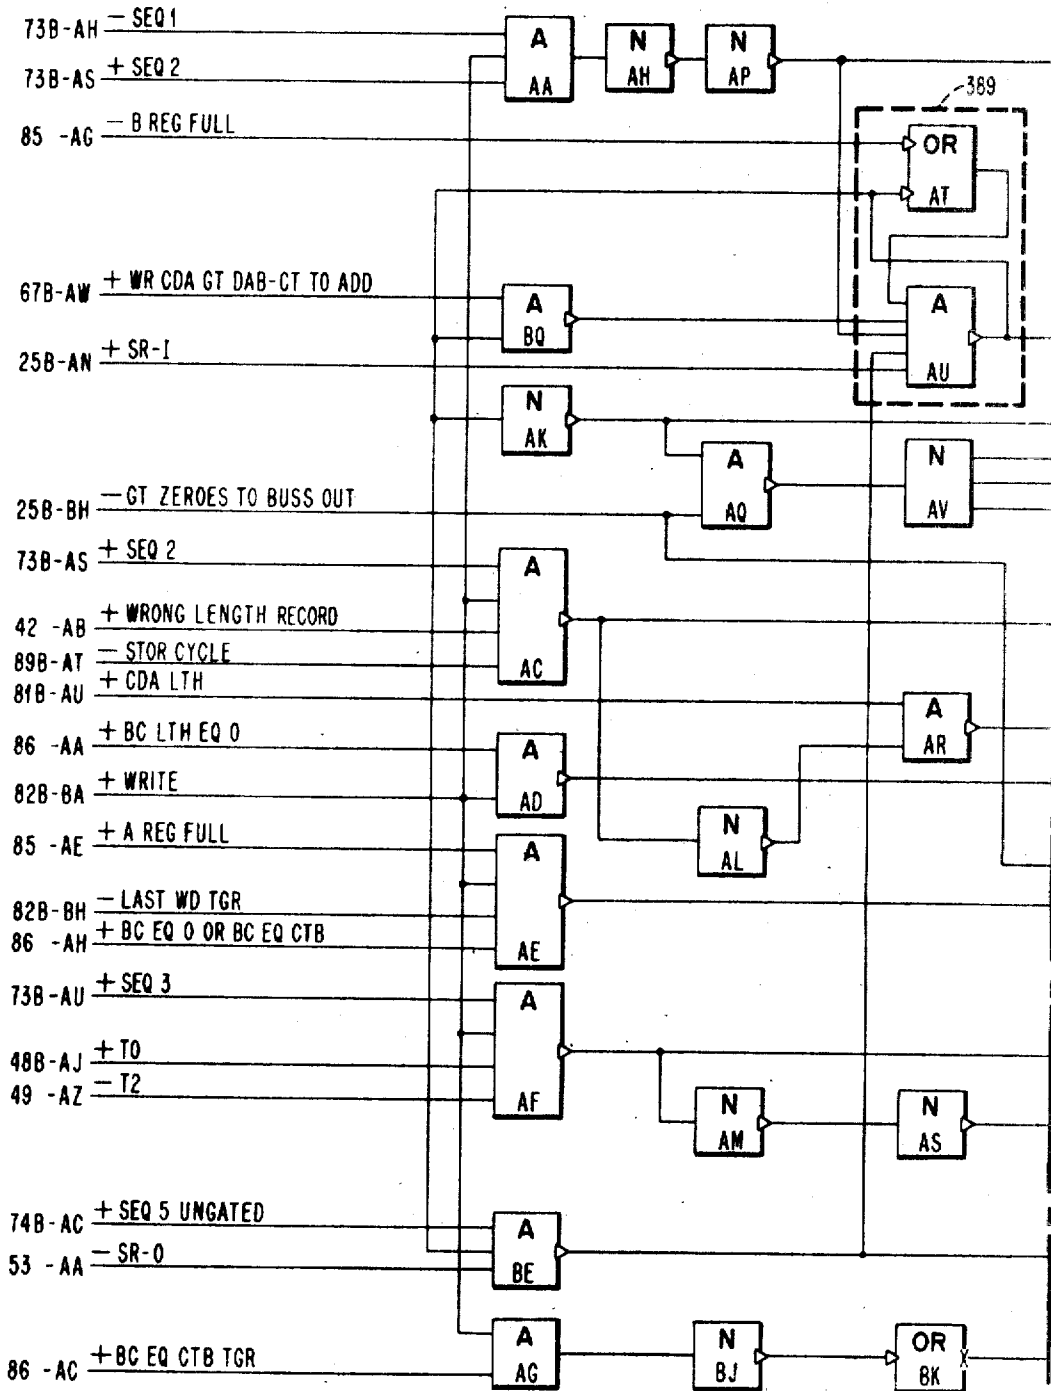 73B-AH — SEQ 1
A
AA
N
AH
N
AP
73B-AS + SEQ 2
389
85 -AG — B REG FULL
OR
AT
67B-AW + WR CDA GT DAB-CT TO ADD
A
BQ
A
AU
25B-AN + SR-I
N
AK
A
AQ
N
AV
25B-BH — GT ZEROES TO BUSS OUT
73B-AS + SEQ 2
A
AC
42 -AB + WRONG LENGTH RECORD
89B-AT — STOR CYCLE
81B-AU + CDA LTH
A
AR
86 -AA + BC LTH EQ 0
A
AD
82B-BA + WRITE
N
AL
85 -AE + A REG FULL
A
AE
82B-BH — LAST WD TGR
86 -AH + BC EQ 0 OR BC EQ CTB
73B-AU + SEQ 3
A
AF
48B-AJ + T0
49 -AZ — T2
N
AM
N
AS
74B-AC + SEQ 5 UNGATED
A
BE
53 -AA — SR-0
A
AG
N
BJ
OR
BK
86 -AC + BC EQ CTB TGR